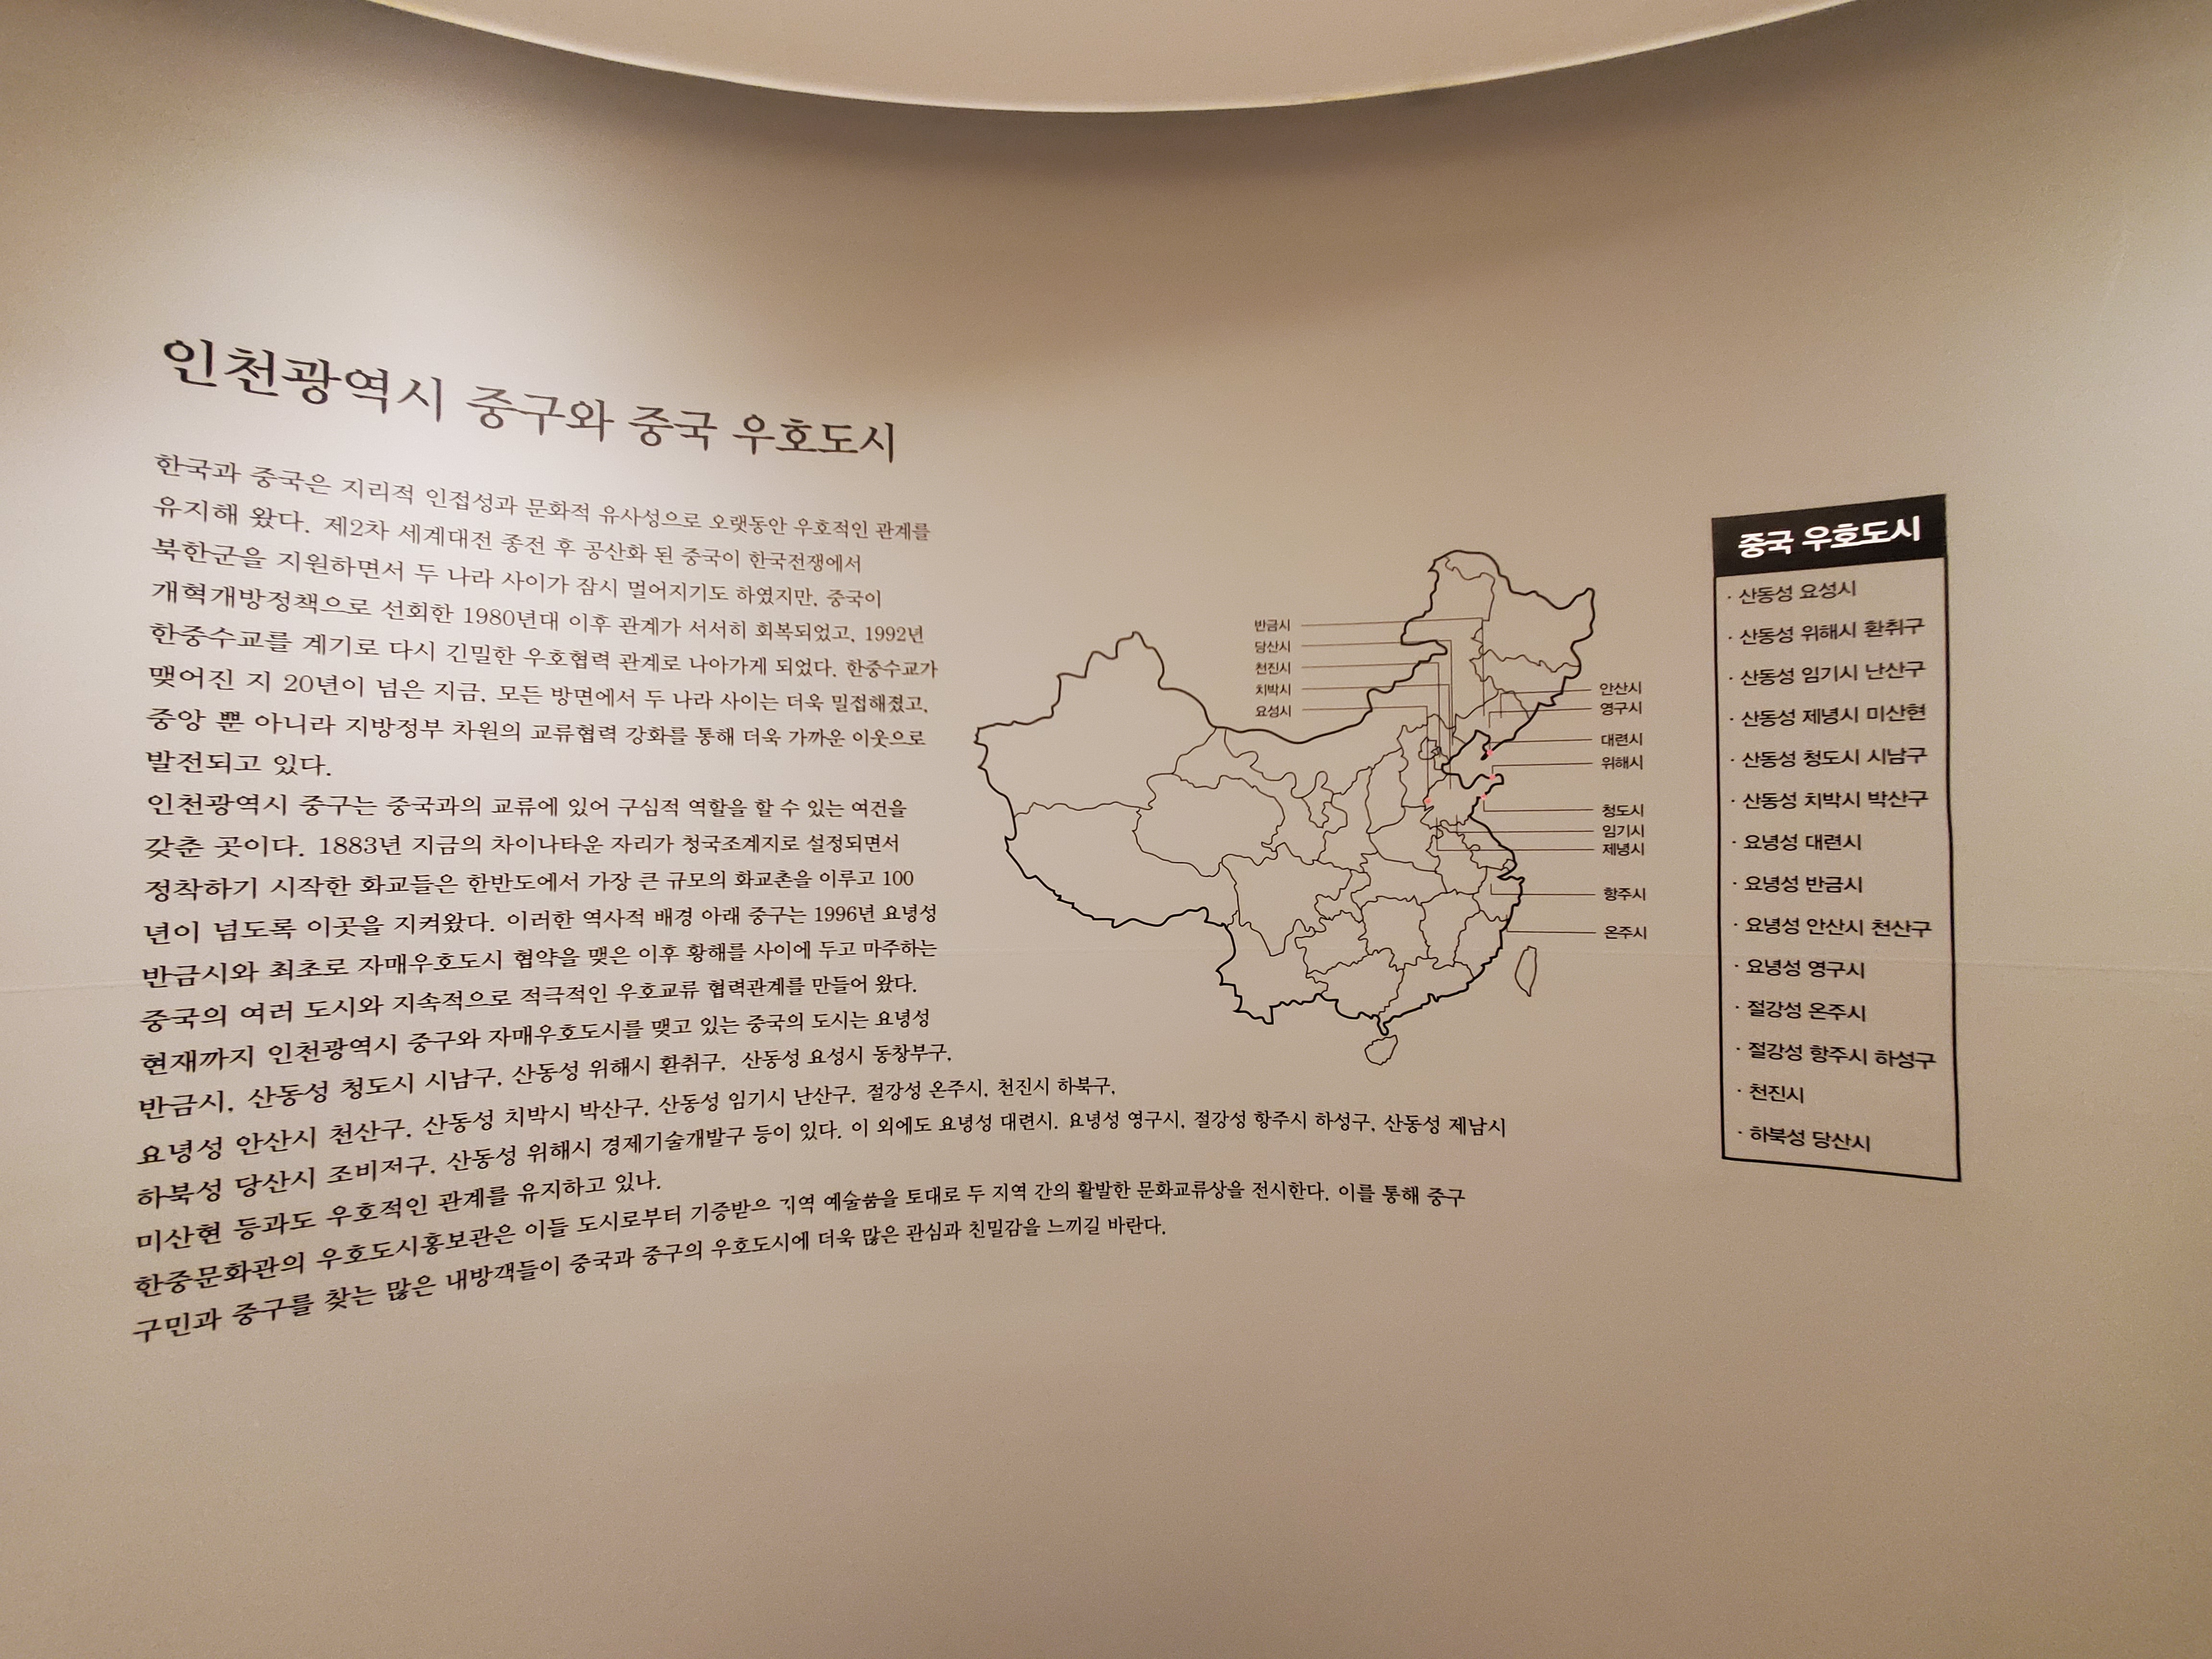 인천광역시 중구와 중국 우호도시
한국과 중국은 지리적 인접성과 문화적 유사성으로 오랫동안 우호적인 관계를
유지해 왔다. 제2차 세계대전 종전 후 공산화 된 중국이 한국전쟁에서
북한군을 지원하면서 두 나라 사이가 잠시 멀어지기도 하였지만, 중국이
개혁개방정책으로 선회한 1980년대 이후 관계가 서서히 회복되었고, 1992년
한중수교를 계기로 다시 긴밀한 우호협력 관계로 나아가게 되었다. 한중수교가
맺어진 지 20년이 넘은 지금, 모든 방면에서 두 나라 사이는 더욱 밀접해졌고,
중앙 뿐 아니라 지방정부 차원의 교류협력 강화를 통해 더욱 가까운 이웃으로
발전되고 있다.
인천광역시 중구는 중국과의 교류에 있어 구심적 역할을 할 수 있는 여건을
갖춘 곳이다. 1883년 지금의 차이나타운 자리가 청국조계지로 설정되면서
정착하기 시작한 화교들은 한반도에서 가장 큰 규모의 화교촌을 이루고 100
년이 넘도록 이곳을 지켜왔다. 이러한 역사적 배경 아래 중구는 1996년 요녕성
반금시와 최초로 자매우호도시 협약을 맺은 이후 황해를 사이에 두고 마주하는
중국의 여러 도시와 지속적으로 적극적인 우호교류 협력관계를 만들어 왔다.
현재까지 인천광역시 중구와 자매우호도시를 맺고 있는 중국의 도시는 요녕성
반금시, 산동성 청도시 시남구, 산동성 위해시 환취구, 산동성 요성시 동창부구,
요녕성 안산시 천산구, 산동성 치박시 박산구, 산동성 임기시 난산구, 절강성 온주시, 천진시 하북구,
하북성 당산시 조비저구, 산동성 위해시 경제기술개발구 등이 있다. 이 외에도 요녕성 대련시, 요녕성 영구시, 절강성 항주시 하성구, 산동성 제남시
미산현 등과도 우호적인 관계를 유지하고 있나.
한중문화관의 우호도시홍보관은 이들 도시로부터 기증받으 지역 예술품을 토대로 두 지역 간의 활발한 문화교류상을 전시한다. 이를 통해 중구
구민과 중구를 찾는 많은 내방객들이 중국과 중구의 우호도시에 더욱 많은 관심과 친밀감을 느끼길 바란다.
반금시
당산시
천진시
치박시
요성시
안산시
영구시
대련시
위해시
청도시
임기시
제녕시
항주시
온주시
중국 우호도시
· 산동성 요성시
· 산동성 위해시 환취구
· 산동성 임기시 난산구
· 산동성 제녕시 미산현
· 산동성 청도시 시남구
· 산동성 치박시 박산구
· 요녕성 대련시
· 요녕성 반금시
· 요녕성 안산시 천산구
· 요녕성 영구시
· 절강성 온주시
· 절강성 항주시 하성구
· 천진시
· 하북성 당산시